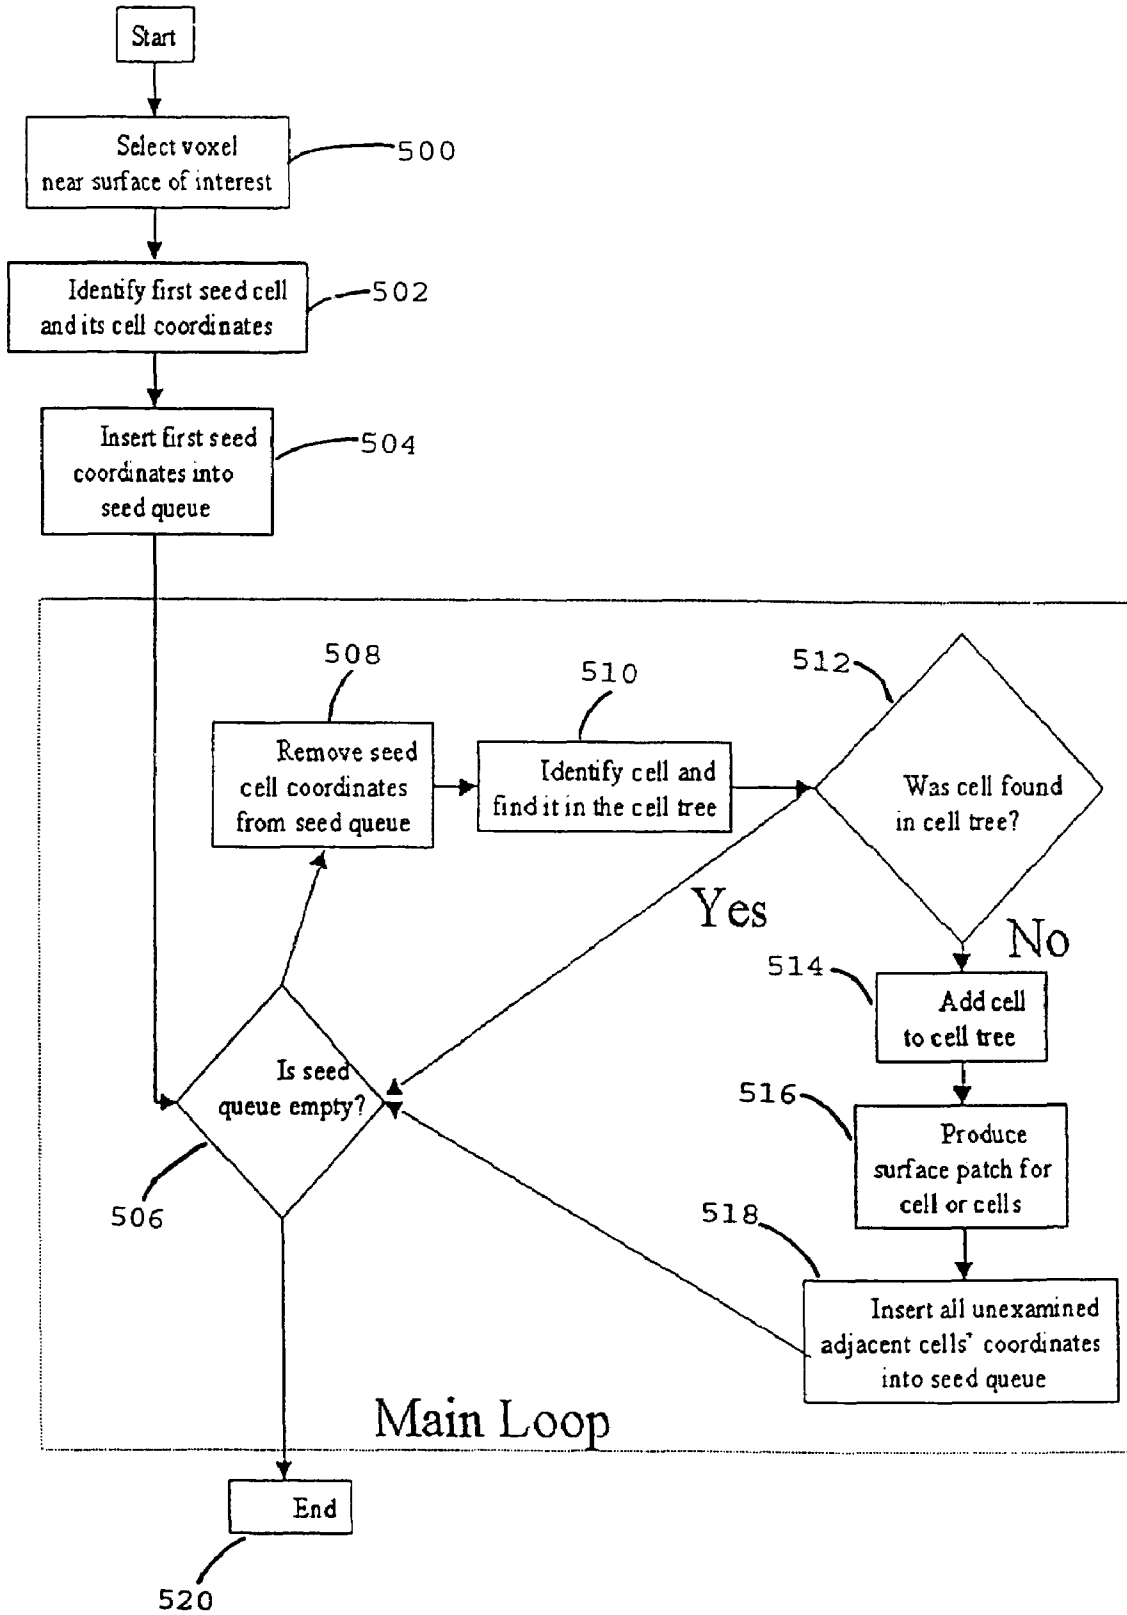 Start
Select voxel
near surface of interest
500
Identify first seed cell
and its cell coordinates
502
Insert first seed
coordinates into
seed queue
504
508
Remove seed
cell coordinates
from seed queue
510
Identify cell and
find it in the cell tree
512
Was cell found
in cell tree?
Yes
No
514
Add cell
to cell tree
Is seed
queue empty?
506
516
Produce
surface patch for
cell or cells
518
Insert all unexamined
adjacent cells' coordinates
into seed queue
Main Loop
End
520